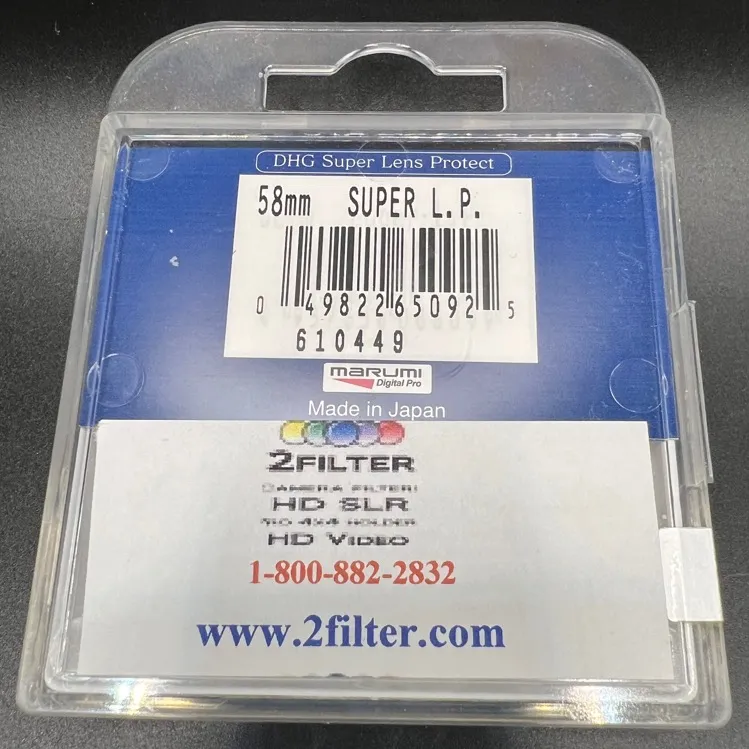 DHG Super Lens Protect
58mm SUPER L.P.
0 49822 65092 5
610449
marumi
Digital Pro
Made in Japan
2FILTER
CAMERA FILTERS
HD SLR
4X4 HOLDER
HD VIDEO
1-800-882-2832
www.2filter.com